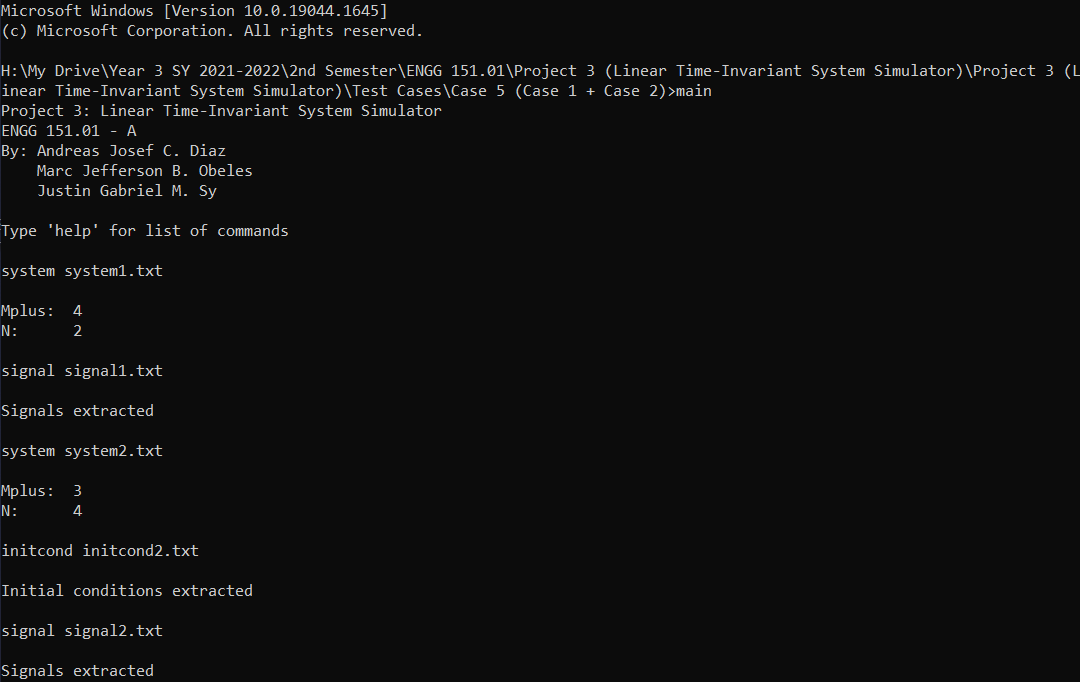 Microsoft Windows [Version 10.0.19044.1645]
(c) Microsoft Corporation. All rights reserved.
H:\My Drive\Year 3 SY 2021-2022\2nd Semester\ENGG 151.01\Project 3 (Linear Time-Invariant System Simulator)\Project 3 (L
inear Time-Invariant System Simulator)\Test Cases\Case 5 (Case 1 + Case 2)>main
Project 3: Linear Time-Invariant System Simulator
ENGG 151.01 - A
By: Andreas Josef C. Diaz
Marc Jefferson B. Obeles
Justin Gabriel M. Sy
Type 'help' for list of commands
system system1.txt
Mplus:  4
N:      2
signal signal1.txt
Signals extracted
system system2.txt
Mplus:  3
N:      4
initcond initcond2.txt
Initial conditions extracted
signal signal2.txt
Signals extracted